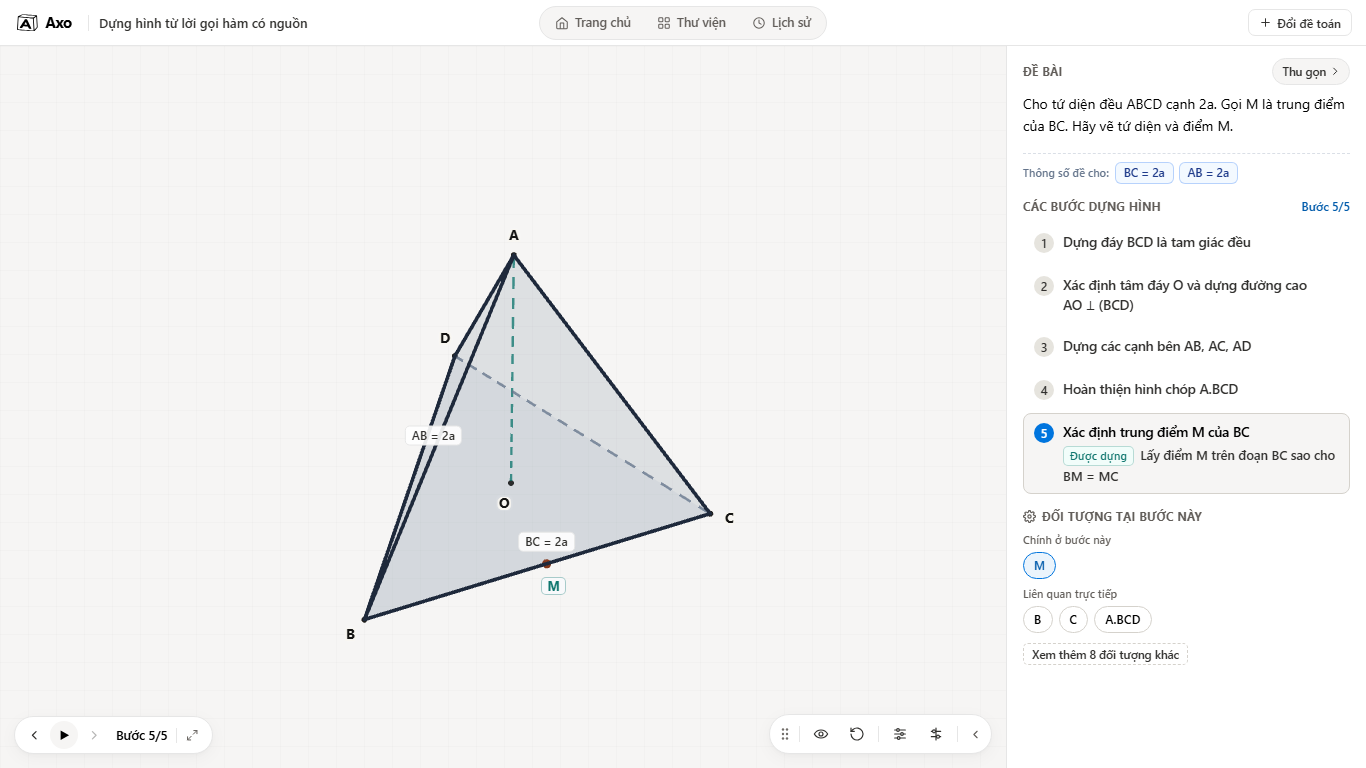 Axo
Dựng hình từ lời gọi hàm có nguồn
Trang chủ
Thư viện
Lịch sử
Đổi đề toán
A
D
AB = 2a
O
C
BC = 2a
M
B
Bước 5/5
ĐỀ BÀI
Thu gọn
Cho tứ diện đều ABCD cạnh 2a. Gọi M là trung điểm
của BC. Hãy vẽ tứ diện và điểm M.
Thông số đề cho: BC = 2a AB = 2a
CÁC BƯỚC DỰNG HÌNH
Bước 5/5
1 Dựng đáy BCD là tam giác đều
2 Xác định tâm đáy O và dựng đường cao
AO ⊥ (BCD)
3 Dựng các cạnh bên AB, AC, AD
4 Hoàn thiện hình chóp A.BCD
5 Xác định trung điểm M của BC
Được dựng Lấy điểm M trên đoạn BC sao cho
BM = MC
ĐỐI TƯỢNG TẠI BƯỚC NÀY
Chính ở bước này
M
Liên quan trực tiếp
B C A.BCD
Xem thêm 8 đối tượng khác